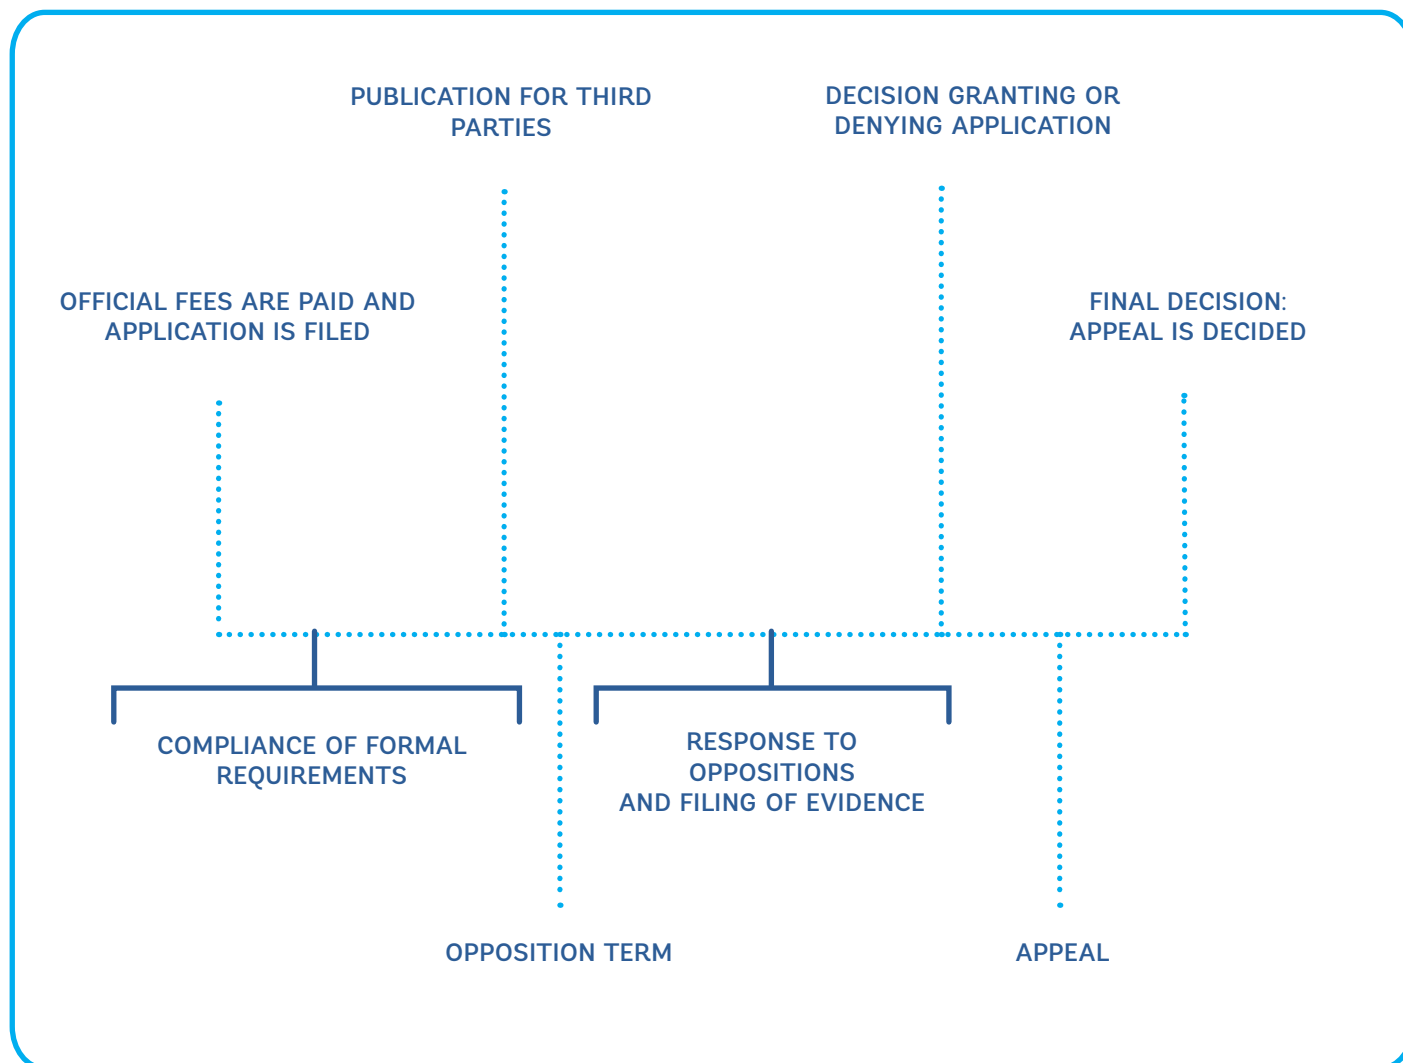 PUBLICATION FOR THIRD
PARTIES
DECISION GRANTING OR
DENYING APPLICATION
OFFICIAL FEES ARE PAID AND
APPLICATION IS FILED
FINAL DECISION:
APPEAL IS DECIDED
COMPLIANCE OF FORMAL
REQUIREMENTS
RESPONSE TO
OPPOSITIONS
AND FILING OF EVIDENCE
OPPOSITION TERM
APPEAL